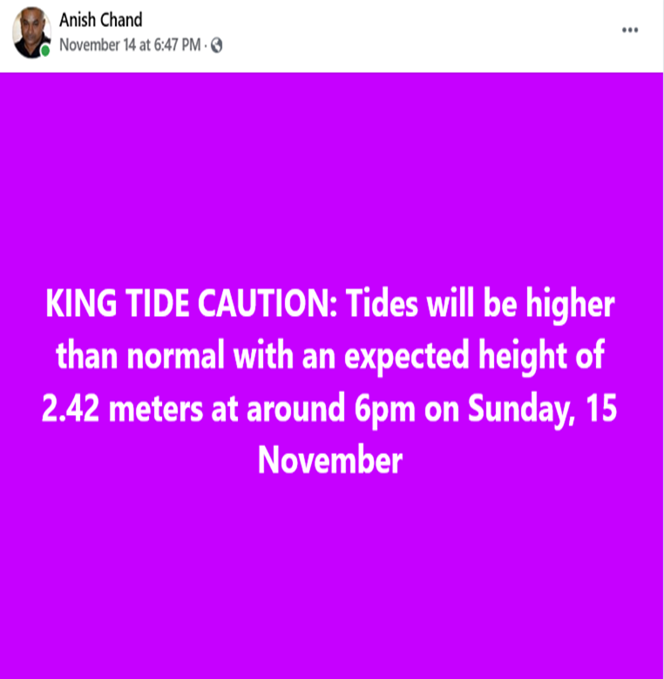 Anish Chand
November 14 at 6:47 PM ·
KING TIDE CAUTION: Tides will be higher
than normal with an expected height of
2.42 meters at around 6pm on Sunday, 15
November